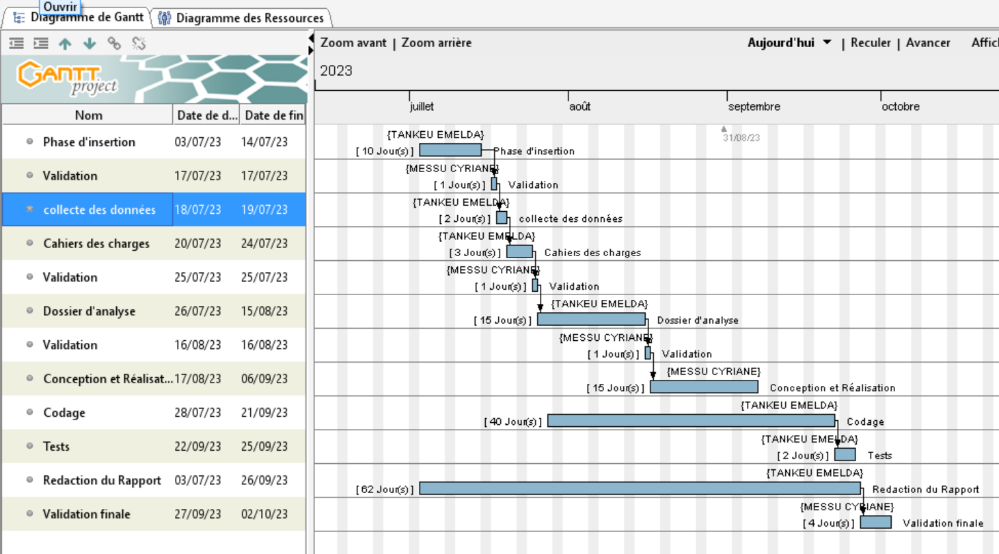 Ouvrir
Diagramme de Gantt Diagramme des Ressources
Zoom avant | Zoom arrière Aujourd'hui | Reculer | Avancer Affic
GANTT
project
2023
juillet août septembre octobre
Nom Date de d... Date de fin
31/08/23
Phase d'insertion 03/07/23 14/07/23
{TANKEU EMELDA}
[ 10 Jour(s) ] Phase d'insertion
Validation 17/07/23 17/07/23
{MESSU CYRIANE}
[ 1 Jour(s) ] Validation
collecte des données 18/07/23 19/07/23
{TANKEU EMELDA}
[ 2 Jour(s) ] collecte des données
Cahiers des charges 20/07/23 24/07/23
{TANKEU EMELDA}
[ 3 Jour(s) ] Cahiers des charges
Validation 25/07/23 25/07/23
{MESSU CYRIANE}
[ 1 Jour(s) ] Validation
Dossier d'analyse 26/07/23 15/08/23
{TANKEU EMELDA}
[ 15 Jour(s) ] Dossier d'analyse
Validation 16/08/23 16/08/23
{MESSU CYRIANE}
[ 1 Jour(s) ] Validation
Conception et Réalisat... 17/08/23 06/09/23
{MESSU CYRIANE}
[ 15 Jour(s) ] Conception et Réalisation
Codage 28/07/23 21/09/23
{TANKEU EMELDA}
[ 40 Jour(s) ] Codage
Tests 22/09/23 25/09/23
{TANKEU EMELDA}
[ 2 Jour(s) ] Tests
Redaction du Rapport 03/07/23 26/09/23
{TANKEU EMELDA}
[ 62 Jour(s) ] Redaction du Rapport
Validation finale 27/09/23 02/10/23
{MESSU CYRIANE}
[ 4 Jour(s) ] Validation finale